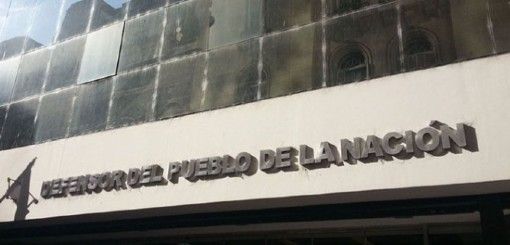 DEFENSOR DEL PUEBLO DE LA NACIÓN